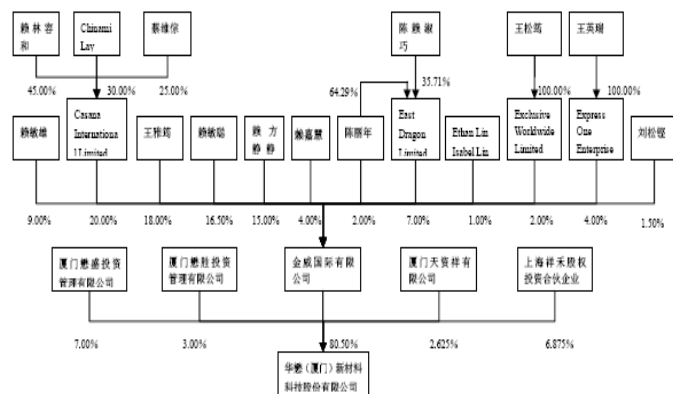 赖林容
和
Chinami
Lay
蔡维倧
陈赖淑
巧
王松筠
王英瑞
45.00%
30.00%
25.00%
64.29%
35.71%
100.00%
100.00%
赖敏雄
Casana
Internationa
l Limited
王雅筠
赖敏聪
赖方
静静
赖嘉慧
陈丽年
East
Dragon
Limited
Ethan Lin
Isabel Lin
Exclusive
Worldwide
Limited
Express
One
Enterprise
刘松铿
9.00%
20.00%
18.00%
16.50%
15.00%
4.00%
2.00%
7.00%
1.00%
2.00%
4.00%
1.50%
厦门懋盛投资
管理有限公司
厦门懋胜投资
管理有限公司
金威国际有限公
司
厦门天资祥有
限公司
上海祥禾股权
投资合伙企业
7.00%
3.00%
80.50%
2.625%
6.875%
华懋（厦门）新材料
科技股份有限公司